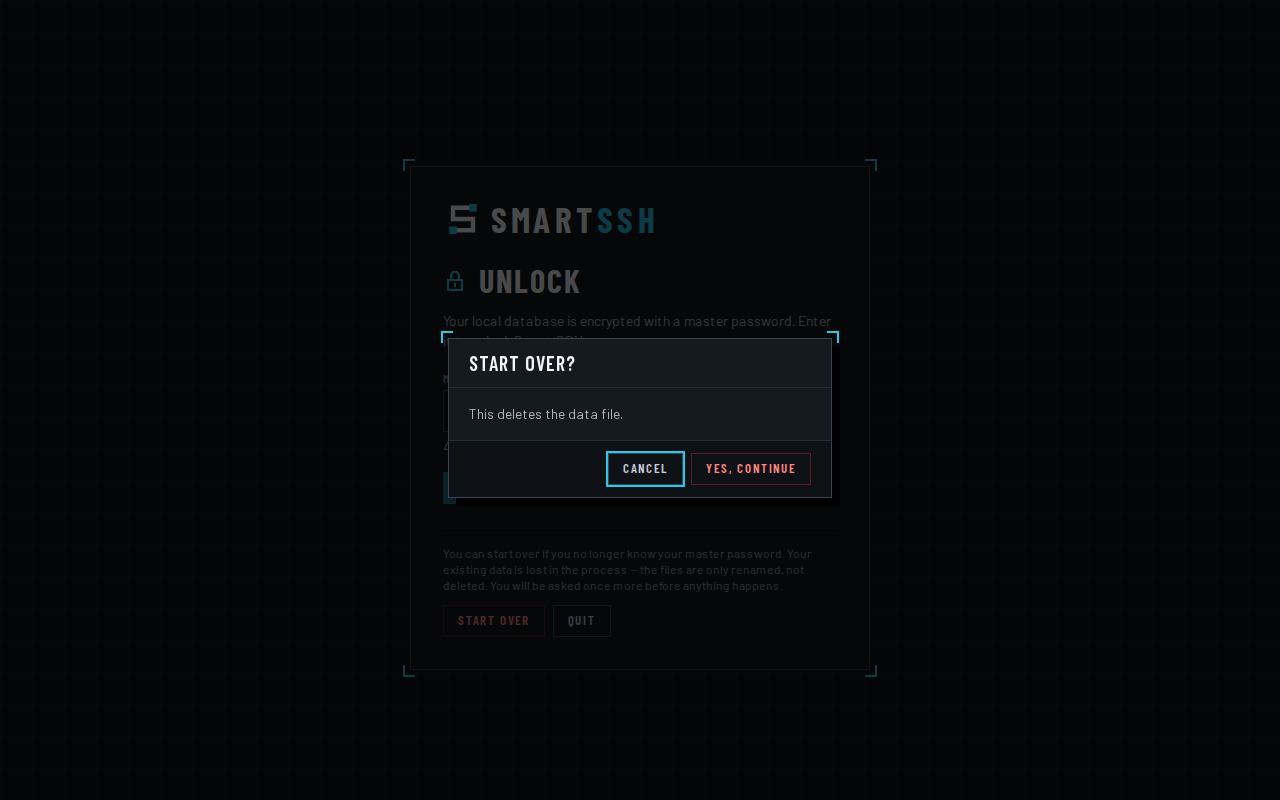 SMARTSSH
UNLOCK
Your local database is encrypted with a master password. Enter
START OVER?
This deletes the data file.
CANCEL
YES, CONTINUE
You can start over if you no longer know your master password. Your
existing data is lost in the process – the files are only renamed, not
deleted. You will be asked once more before anything happens.
START OVER
QUIT